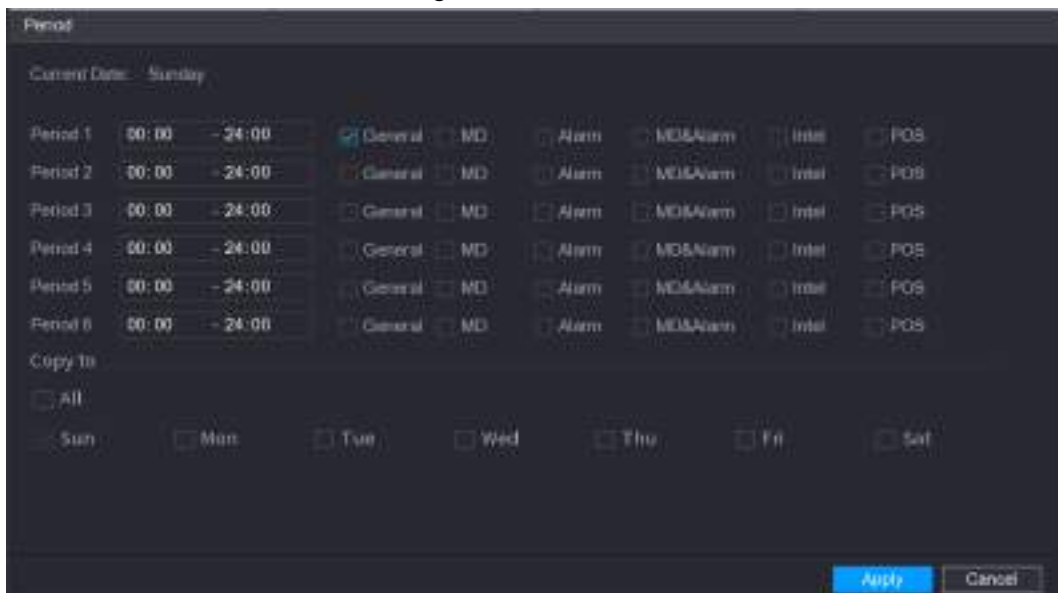 Period
Current Date: Sunday
Period 1 00:00 - 24:00 General MD Alarm MD&Alarm Intel POS
Period 2 00:00 - 24:00 General MD Alarm MD&Alarm Intel POS
Period 3 00:00 - 24:00 General MD Alarm MD&Alarm Intel POS
Period 4 00:00 - 24:00 General MD Alarm MD&Alarm Intel POS
Period 5 00:00 - 24:00 General MD Alarm MD&Alarm Intel POS
Period 6 00:00 - 24:00 General MD Alarm MD&Alarm Intel POS
Copy to
All
Sun Mon Tue Wed Thu Fri Sat
Apply Cancel